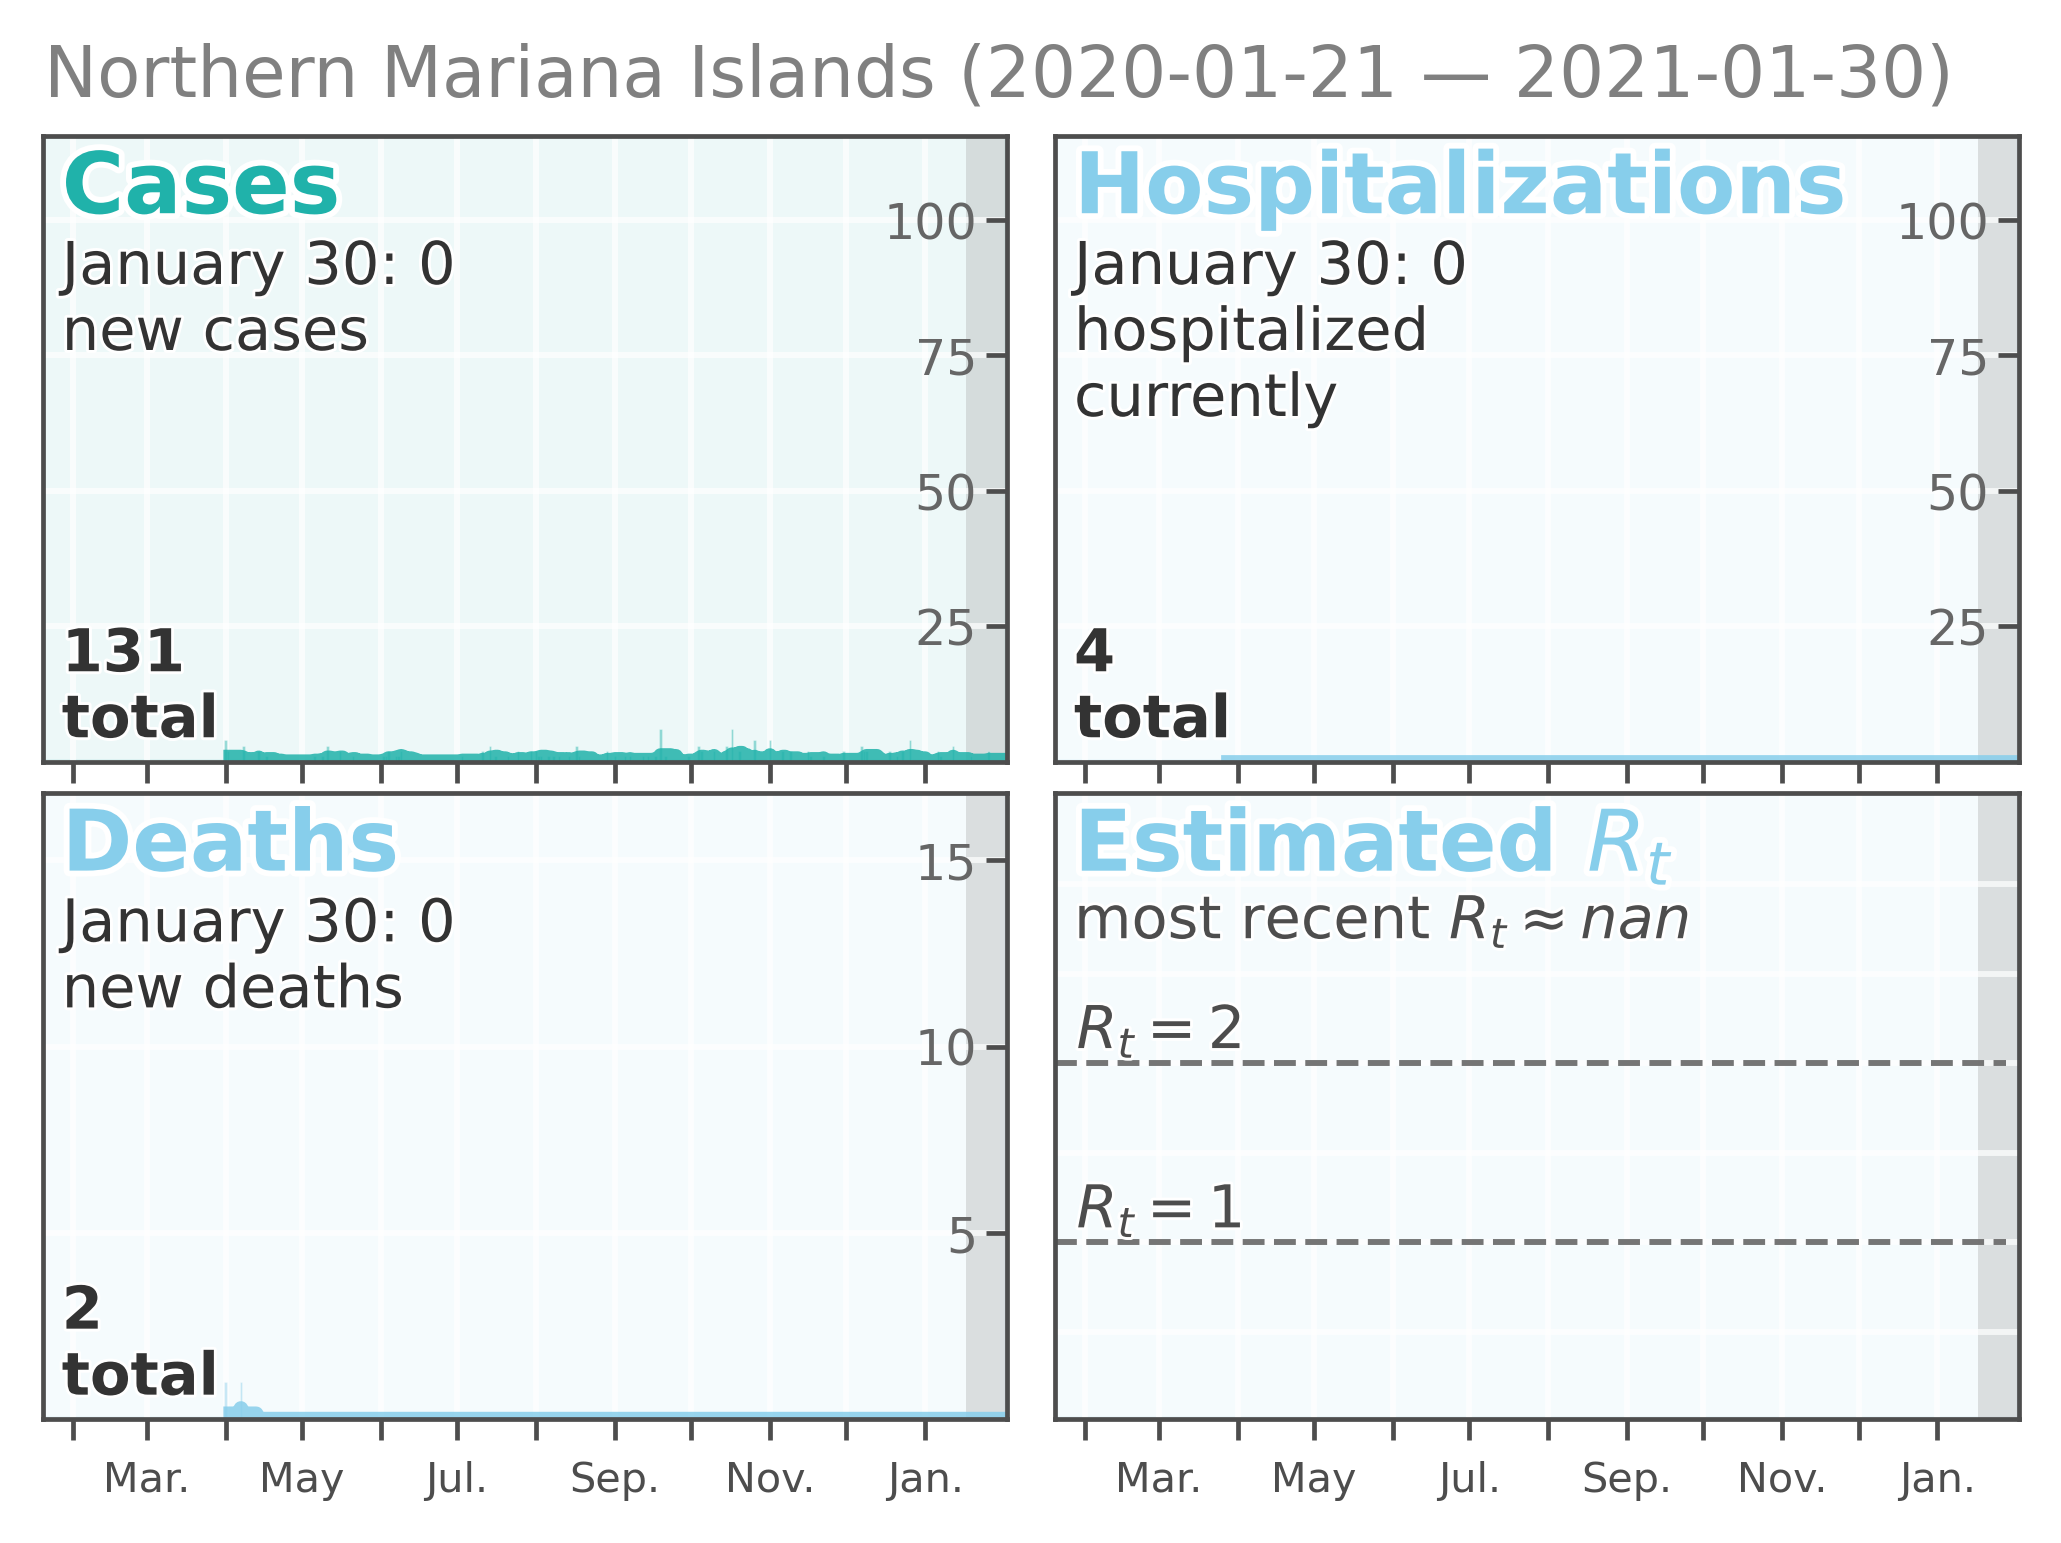 Northern Mariana Islands (2020-01-21 — 2021-01-30)
Cases
January 30: 0
new cases
131
total
100
75
50
25
Hospitalizations
January 30: 0
hospitalized
currently
4
total
100
75
50
25
Deaths
January 30: 0
new deaths
2
total
15
10
5
Mar. May Jul. Sep. Nov. Jan.
Estimated Rₜ
most recent Rₜ ≈ nan
Rₜ = 2
Rₜ = 1
Mar. May Jul. Sep. Nov. Jan.